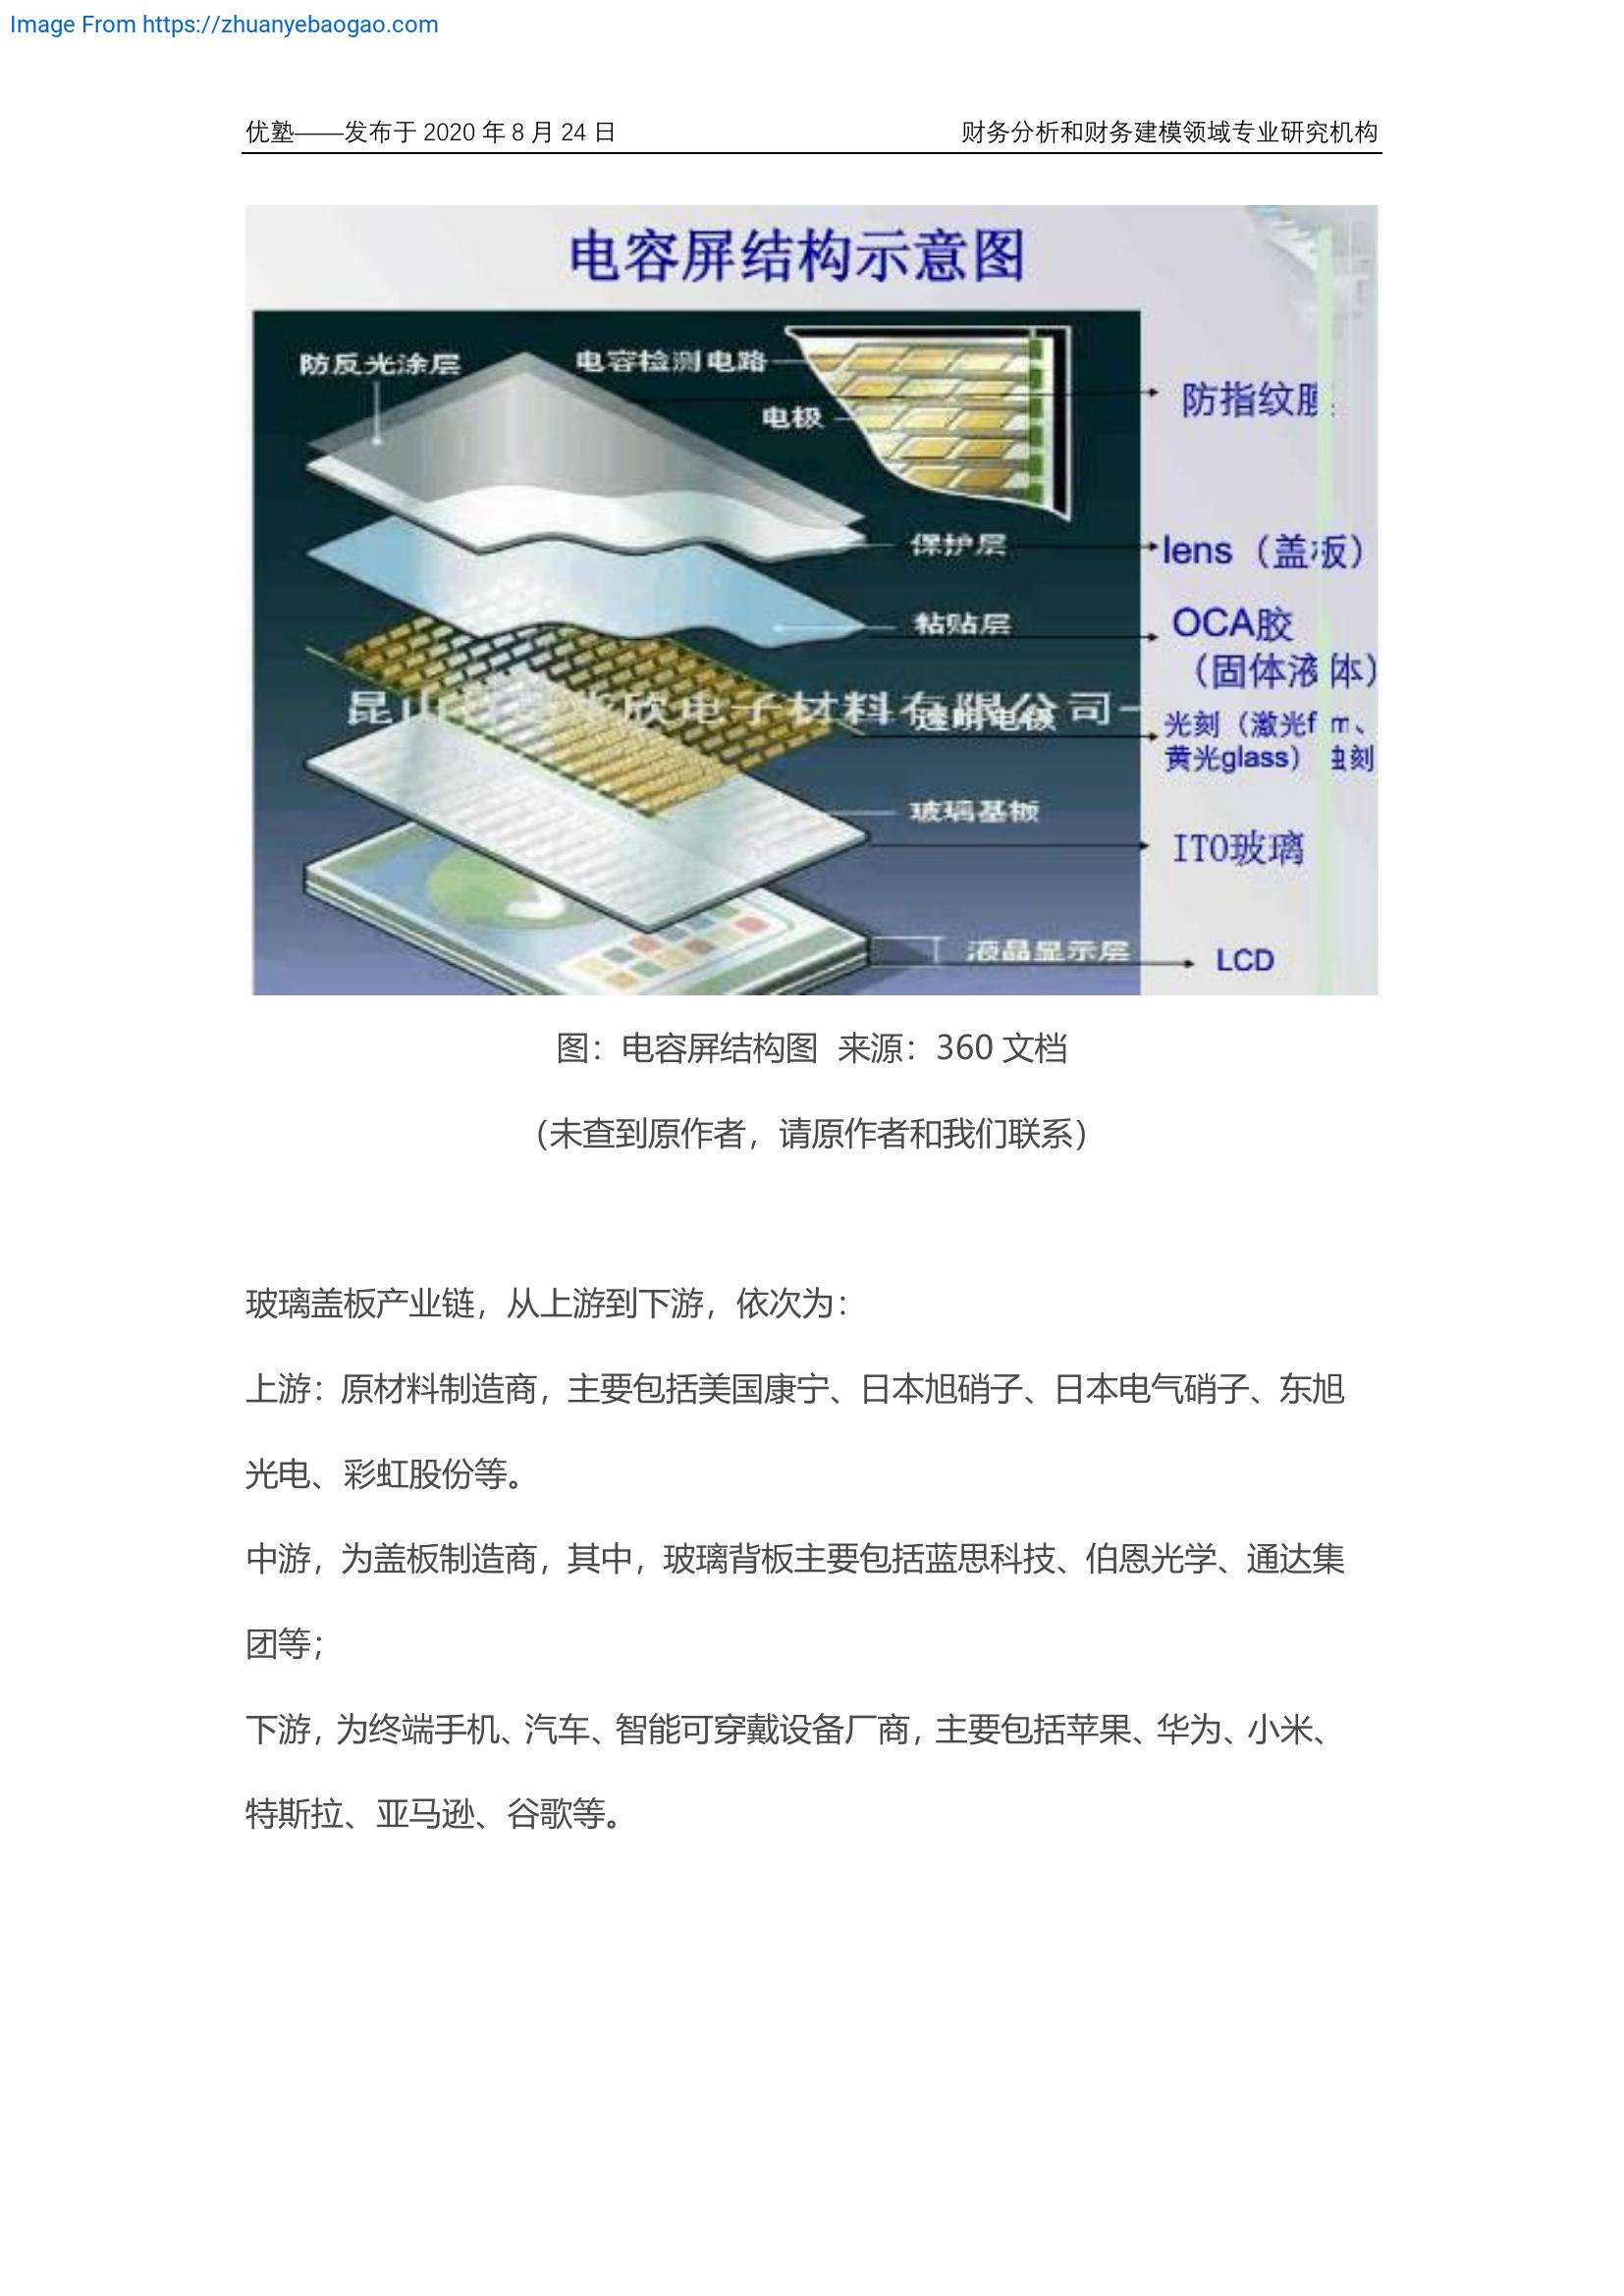 Image From https://zhuanyebaogao.com
优塾——发布于 2020 年 8 月 24 日
财务分析和财务建模领域专业研究机构
电容屏结构示意图
防反光涂层
电容检测电路
电极
防指纹膜
保护层
lens（盖板）
粘贴层
OCA胶
（固体液体）
欣电子材料有限公司
透明电极
光刻（激光f m、
黄光glass） 蚀刻
玻璃基板
ITO玻璃
液晶显示层
LCD
图：电容屏结构图 来源：360 文档
（未查到原作者，请原作者和我们联系）
玻璃盖板产业链，从上游到下游，依次为：
上游：原材料制造商，主要包括美国康宁、日本旭硝子、日本电气硝子、东旭
光电、彩虹股份等。
中游，为盖板制造商，其中，玻璃背板主要包括蓝思科技、伯恩光学、通达集
团等；
下游，为终端手机、汽车、智能可穿戴设备厂商，主要包括苹果、华为、小米、
特斯拉、亚马逊、谷歌等。